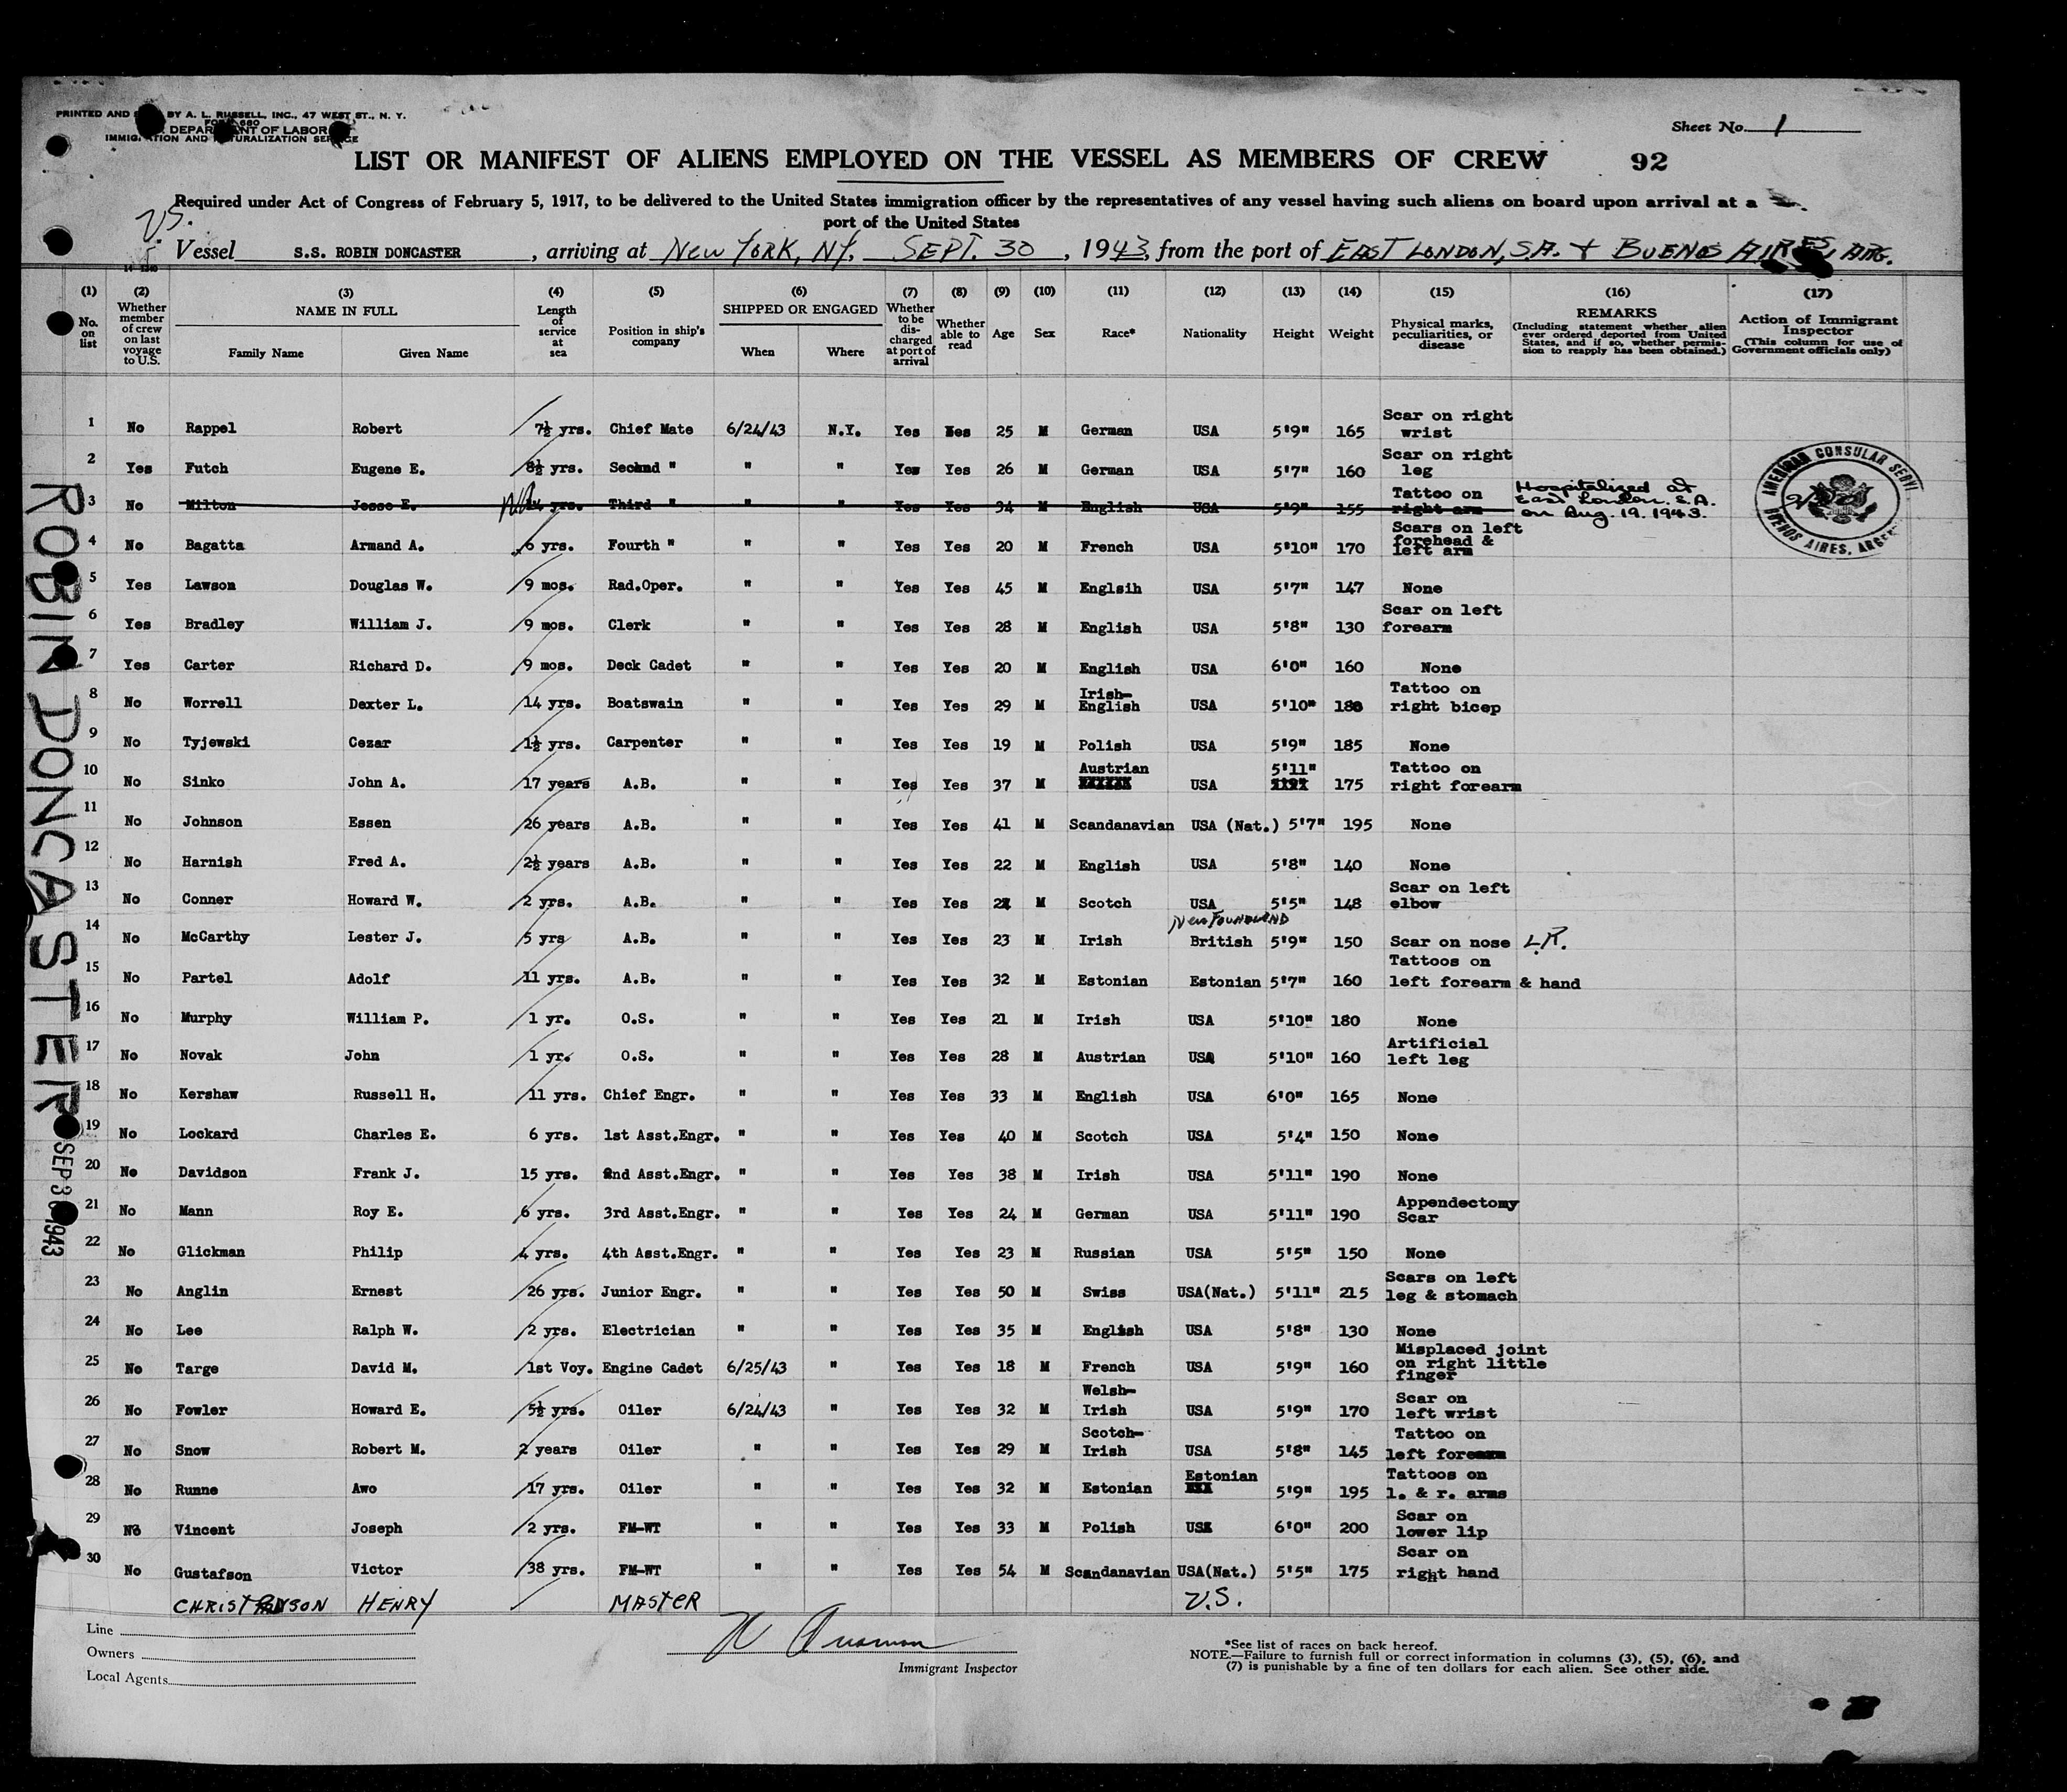 PRINTED AND BY A. L. RUSSELL, INC., 47 WEST ST., N. Y.
FORM 680
DEPARTMENT OF LABOR
IMMIGRATION AND NATURALIZATION SERVICE
Sheet No. 1
LIST OR MANIFEST OF ALIENS EMPLOYED ON THE VESSEL AS MEMBERS OF CREW 92
Required under Act of Congress of February 5, 1917, to be delivered to the United States immigration officer by the representatives of any vessel having such aliens on board upon arrival at a
port of the United States
Vessel S.S. ROBIN DONCASTER, arriving at NEW YORK, NY. SEPT. 30, 1943, from the port of EAST LONDON, S.A. + BUENOS AIRES, ARG.
(1) No. on list (2) Whether member of crew on last voyage to U.S. (3) NAME IN FULL Family Name Given Name (4) Length of service at sea (5) Position in ship's company (6) SHIPPED OR ENGAGED When Where (7) Whether to be discharged at port of arrival (8) Whether able to read (9) Age (10) Sex (11) Race* (12) Nationality (13) Height (14) Weight (15) Physical marks, peculiarities, or disease (16) REMARKS (Including statement whether alien ever ordered deported from United States, and if so, whether permission to reapply has been obtained.) (17) Action of Immigrant Inspector (This column for use of Government officials only)
1 No Rappel Robert 7½ yrs. Chief Mate 6/24/43 N.Y. Yes Yes 25 M German USA 5'9" 165 Scar on right wrist
2 Yes Futch Eugene E. 8½ yrs. Second " " " Yes Yes 26 M German USA 5'7" 160 Scar on right leg
3 No Milton Jesse E. yrs. Third " " " Yes Yes 34 M English USA 5'9" 155 Tattoo on right arm Hospitalized at East London, S.A. on Aug. 19. 1943.
4 No Bagatta Armand A. 6 yrs. Fourth " " " Yes Yes 20 M French USA 5'10" 170 Scars on left forehead & left arm
5 Yes Lawson Douglas W. 9 mos. Rad.Oper. " " Yes Yes 45 M Englsih USA 5'7" 147 None
6 Yes Bradley William J. 9 mos. Clerk " " Yes Yes 28 M English USA 5'8" 130 Scar on left forearm
7 Yes Carter Richard D. 9 mos. Deck Cadet " " Yes Yes 20 M English USA 6'0" 160 None
8 No Worrell Dexter L. 14 yrs. Boatswain " " Yes Yes 29 M Irish-English USA 5'10" 180 Tattoo on right bicep
9 No Tyjewski Cezar 1½ yrs. Carpenter " " Yes Yes 19 M Polish USA 5'9" 185 None
10 No Sinko John A. 17 years A.B. " " Yes Yes 37 M Austrian USA 5'11" 175 Tattoo on right forearm
11 No Johnson Essen 26 years A.B. " " Yes Yes 41 M Scandanavian USA (Nat.) 5'7" 195 None
12 No Harnish Fred A. 2½ years A.B. " " Yes Yes 22 M English USA 5'8" 140 None
13 No Conner Howard W. 2 yrs. A.B. " " Yes Yes M Scotch USA 5'5" 148 Scar on left elbow
14 No McCarthy Lester J. 5 yrs A.B. " " Yes Yes 23 M Irish NewFoundland British 5'9" 150 Scar on nose L.R.
15 No Partel Adolf 11 yrs. A.B. " " Yes Yes 32 M Estonian Estonian 5'7" 160 Tattoos on left forearm & hand
16 No Murphy William P. 1 yr. O.S. " " Yes Yes 21 M Irish USA 5'10" 180 None
17 No Novak John 1 yr. O.S. " " Yes Yes 28 M Austrian USA 5'10" 160 Artificial left leg
18 No Kershaw Russell H. 11 yrs. Chief Engr. " " Yes Yes 33 M English USA 6'0" 165 None
19 No Lockard Charles E. 6 yrs. 1st Asst.Engr. " " Yes Yes 40 M Scotch USA 5'4" 150 None
20 No Davidson Frank J. 15 yrs. 2nd Asst.Engr. " " Yes Yes 38 M Irish USA 5'11" 190 None
21 No Mann Roy E. 6 yrs. 3rd Asst.Engr. " " Yes Yes 24 M German USA 5'11" 190 Appendectomy Scar
22 No Glickman Philip 4 yrs. 4th Asst.Engr. " " Yes Yes 23 M Russian USA 5'5" 150 None
23 No Anglin Ernest 26 yrs. Junior Engr. " " Yes Yes 50 M Swiss USA(Nat.) 5'11" 215 Scars on left leg & stomach
24 No Lee Ralph W. 2 yrs. Electrician " " Yes Yes 35 M English USA 5'8" 130 None
25 No Targe David M. 1st Voy. Engine Cadet 6/25/43 " Yes Yes 18 M French USA 5'9" 160 Misplaced joint on right little finger
26 No Fowler Howard E. 5½ yrs. Oiler 6/24/43 " Yes Yes 32 M Welsh-Irish USA 5'9" 170 Scar on left wrist
27 No Snow Robert M. 2 years Oiler " " Yes Yes 29 M Scotch-Irish USA 5'8" 145 Tattoo on left forearm
28 No Runne Awo 17 yrs. Oiler " " Yes Yes 32 M Estonian Estonian 5'9" 195 Tattoos on l. & r. arms
29 No Vincent Joseph 2 yrs. FM-WT " " Yes Yes 33 M Polish USA 6'0" 200 Scar on lower lip
30 No Gustafson Victor 38 yrs. FM-WT " " Yes Yes 54 M Scandanavian USA(Nat.) 5'5" 175 Scar on right hand
HENRY MASTER U.S.
AMERICAN CONSULAR SERVI
BUENOS AIRES, ARGEN
ROBIN DONCASTER
SEP 30 1943
Line
Owners
Local Agents
Immigrant Inspector
*See list of races on back hereof.
NOTE.—Failure to furnish full or correct information in columns (3), (5), (6), and
(7) is punishable by a fine of ten dollars for each alien. See other side.